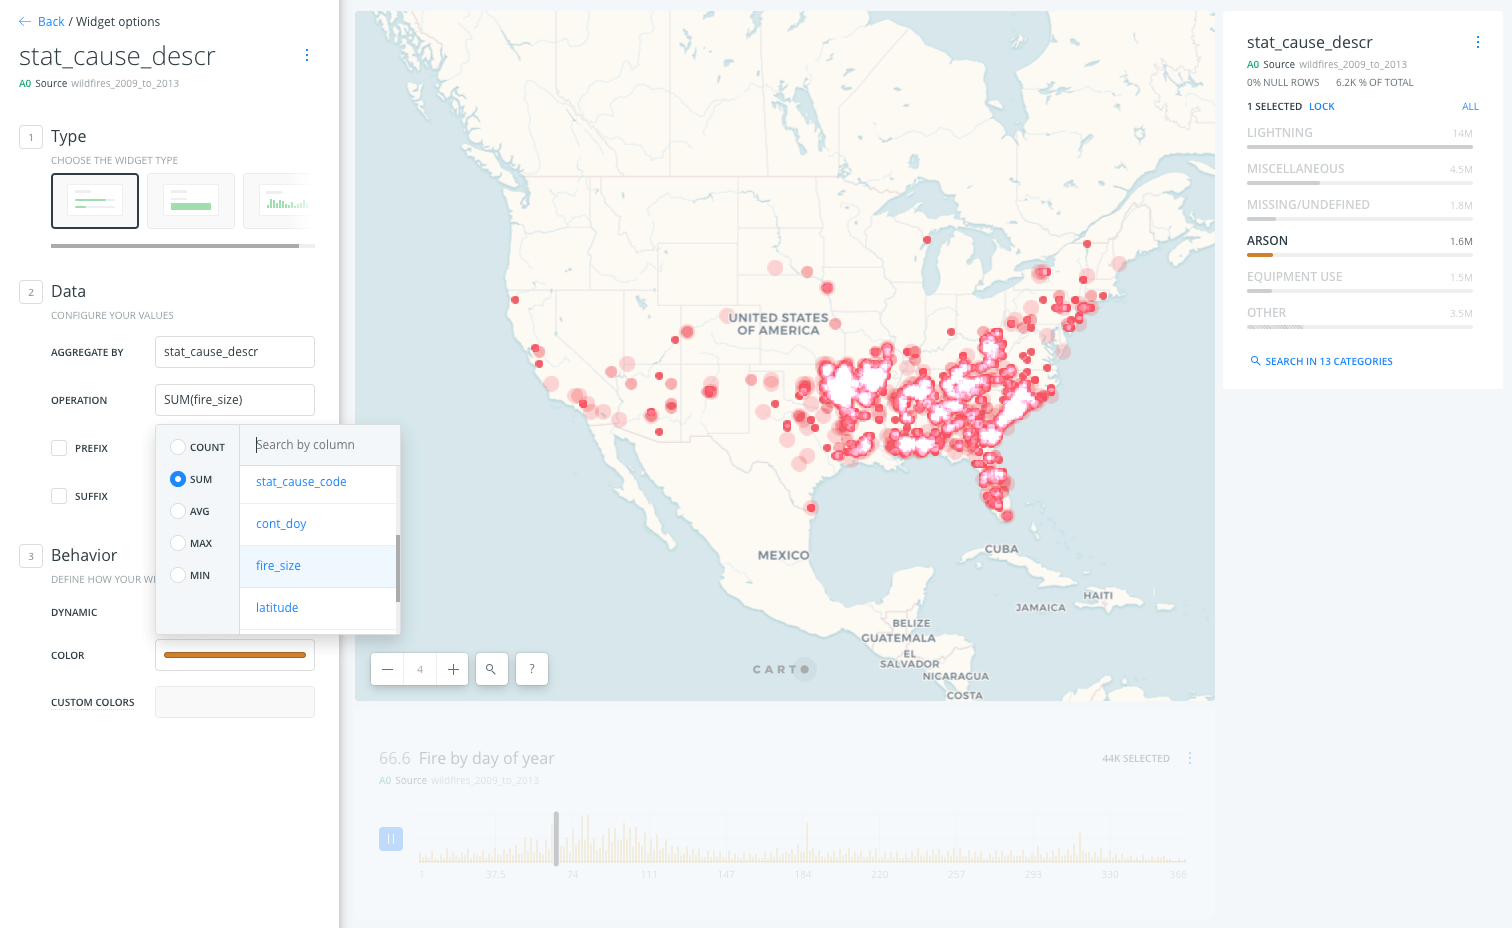 Back / Widget options
stat_cause_descr
A0 Source wildfires_2009_to_2013
1 Type
CHOOSE THE WIDGET TYPE
2 Data
CONFIGURE YOUR VALUES
AGGREGATE BY stat_cause_descr
OPERATION SUM(fire_size)
PREFIX
SUFFIX
COUNT
SUM
AVG
MAX
MIN
Search by column
stat_cause_code
cont_doy
fire_size
latitude
3 Behavior
DEFINE HOW YOUR WI
DYNAMIC
COLOR
CUSTOM COLORS
UNITED STATES
OF AMERICA
MEXICO
CUBA
HAITI
JAMAICA
BELIZE
GUATEMALA
EL
SALVADOR
NICARAGUA
COSTA
4
?
CARTO
66.6 Fire by day of year
44K SELECTED
A0 Source wildfires_2009_to_2013
1 37.5 74 111 147 184 220 257 293 330 366
stat_cause_descr
A0 Source wildfires_2009_to_2013
0% NULL ROWS 6.2K % OF TOTAL
1 SELECTED LOCK ALL
LIGHTNING 14M
MISCELLANEOUS 4.5M
MISSING/UNDEFINED 1.8M
ARSON 1.6M
EQUIPMENT USE 1.5M
OTHER 3.5M
SEARCH IN 13 CATEGORIES